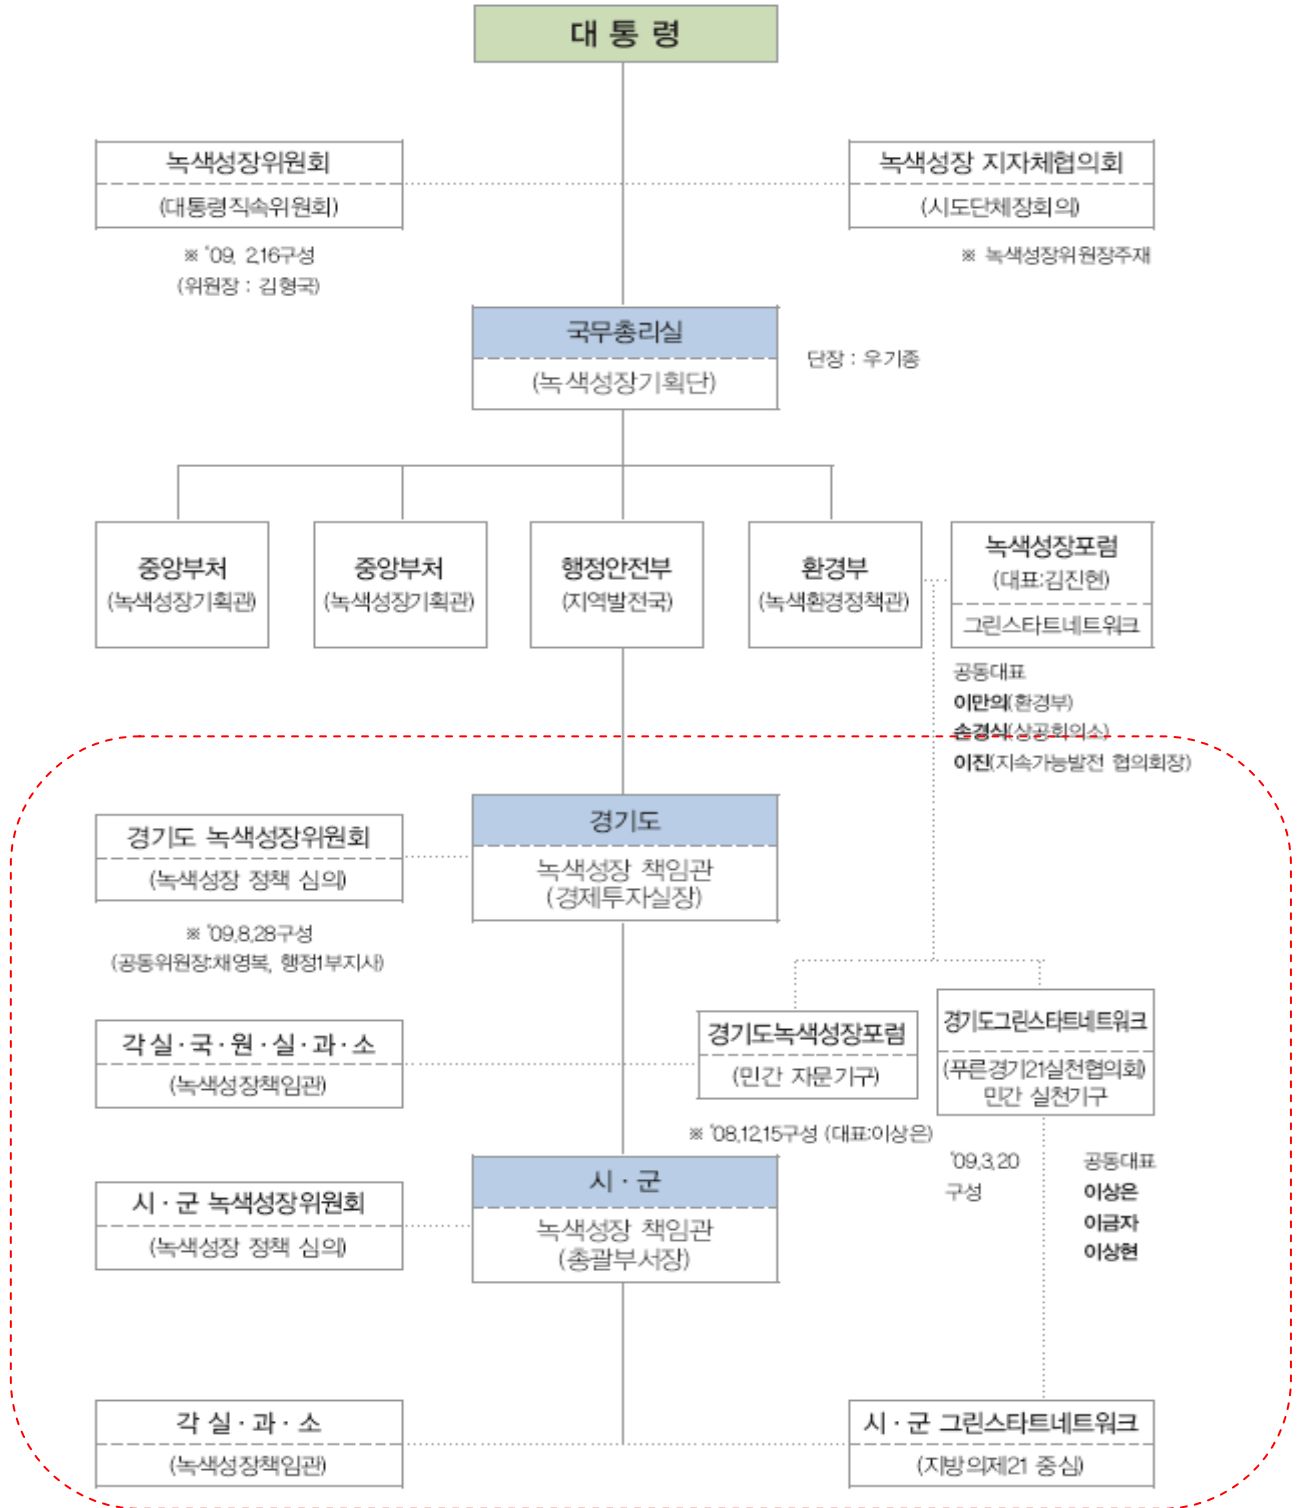 대 통 령
녹색성장위원회
(대통령직속위원회)
※ '09, 2,16구성
(위원장 : 김형국)
녹색성장 지자체협의회
(시도단체장회의)
※ 녹색성장위원장주재
국무총리실
(녹색성장기획단)
단장 : 우기종
중앙부처
(녹색성장기획관)
중앙부처
(녹색성장기획관)
행정안전부
(지역발전국)
환경부
(녹색환경정책관)
녹색성장포럼
(대표:김진현)
그린스타트네트워크
공동대표
이만의(환경부)
손경식(상공회의소)
이진(지속가능발전 협의회장)
경기도
녹색성장 책임관
(경제투자실장)
경기도 녹색성장위원회
(녹색성장 정책 심의)
※ '09,8,28구성
(공동위원장:채영복, 행정1부지사)
각 실·국·원·실·과·소
(녹색성장책임관)
경기도녹색성장포럼
(민간 자문기구)
※ '08,12,15구성 (대표:이상은)
경기도그린스타트네트워크
(푸른경기21실천협의회)
민간 실천기구
'09,3,20
구성
공동대표
이상은
이금자
이상현
시 · 군
녹색성장 책임관
(총괄부서장)
시 · 군 녹색성장위원회
(녹색성장 정책 심의)
각 실 · 과 · 소
(녹색성장책임관)
시 · 군 그린스타트네트워크
(지방의제21 중심)